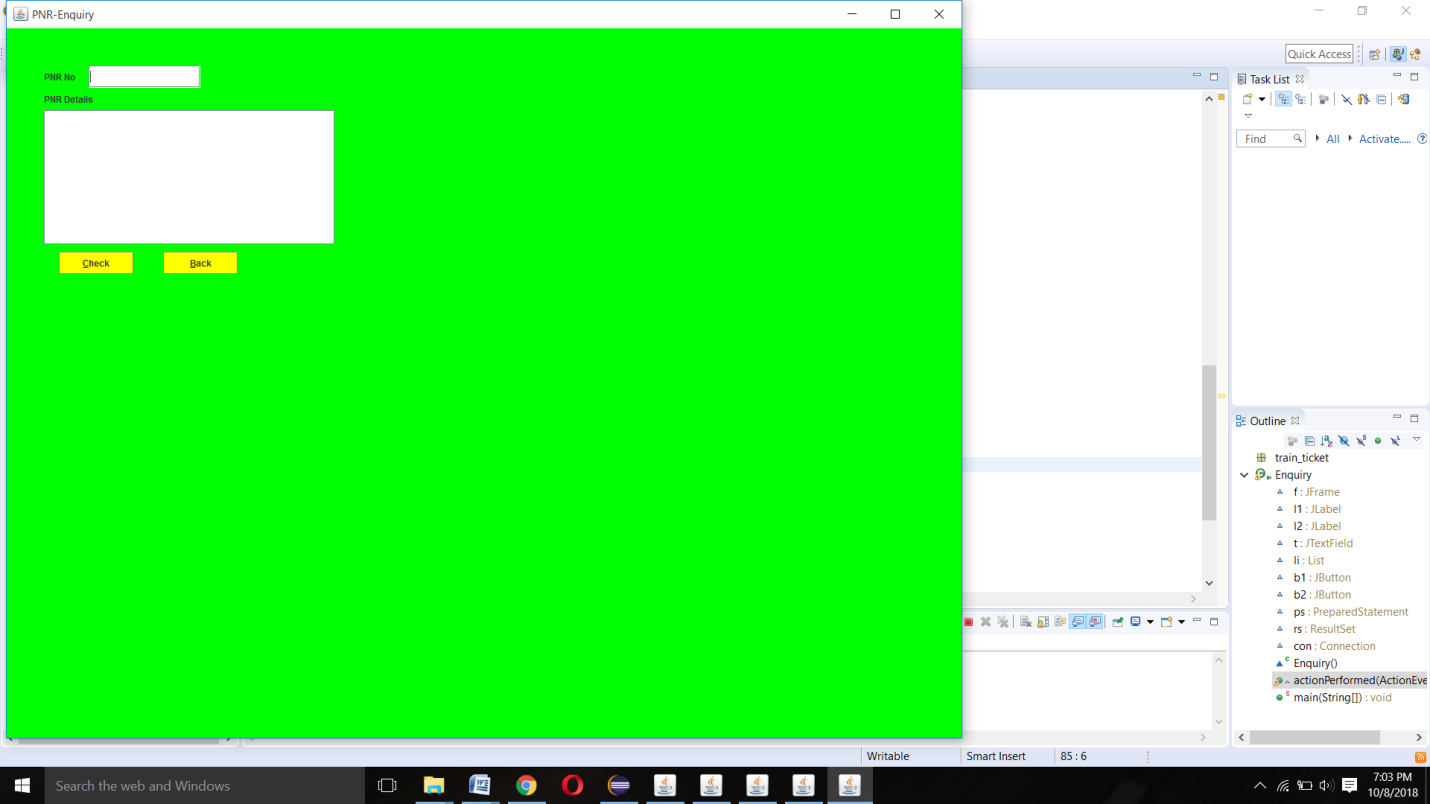 PNR-Enquiry
PNR No
PNR Details
Check
Back
Quick Access
Task List
Find
All
Activate.....
Outline
train_ticket
Enquiry
f : JFrame
l1 : JLabel
l2 : JLabel
t : JTextField
li : List
b1 : JButton
b2 : JButton
ps : PreparedStatement
rs : ResultSet
con : Connection
Enquiry()
actionPerformed(ActionEve
main(String[]) : void
Writable
Smart Insert
85 : 6
Search the web and Windows
7:03 PM
10/8/2018